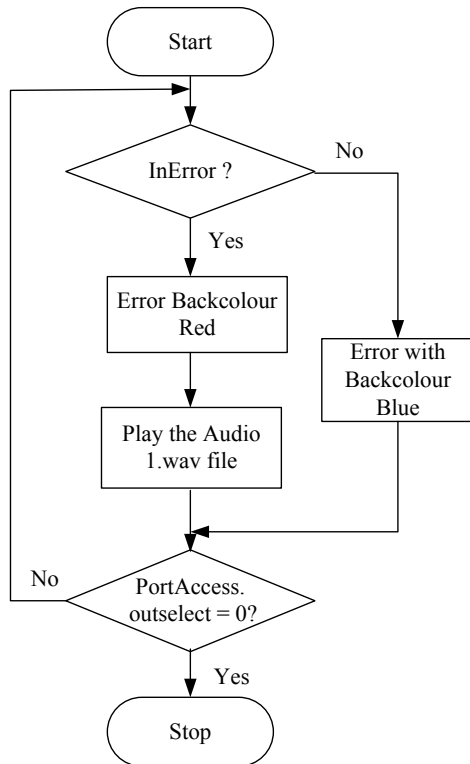 Start
InError ?
No
Yes
Error Backcolour
Red
Error with
Backcolour
Blue
Play the Audio
1.wav file
No
PortAccess.
outselect = 0?
Yes
Stop